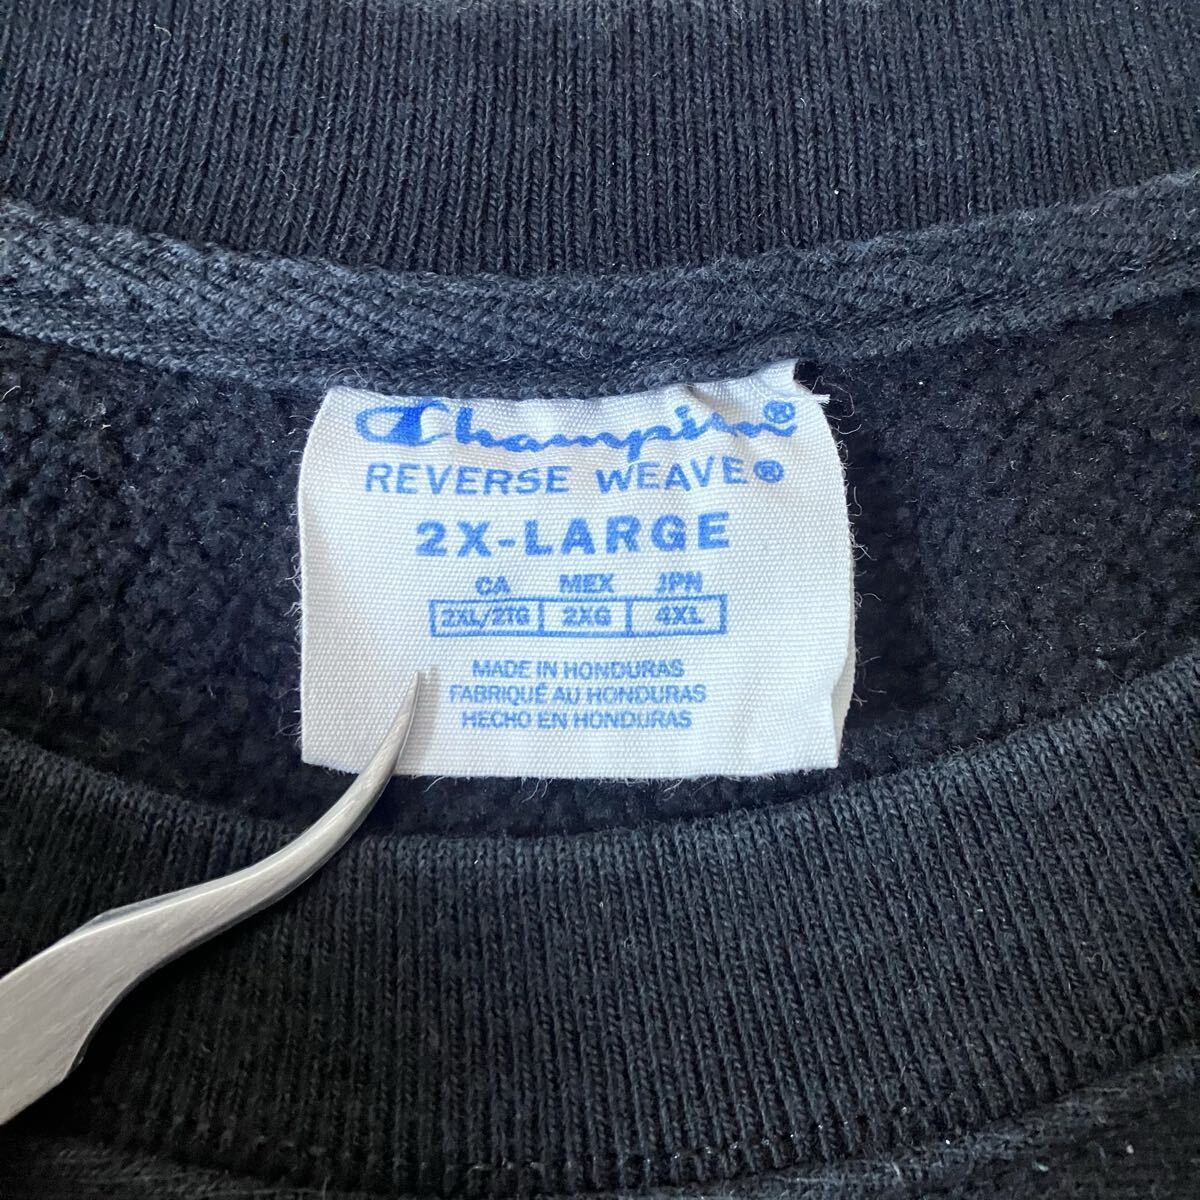 Champion®
REVERSE WEAVE®
2X-LARGE
CA MEX JPN
2XL/2TG 2XG 4XL
MADE IN HONDURAS
FABRIQUÉ AU HONDURAS
HECHO EN HONDURAS